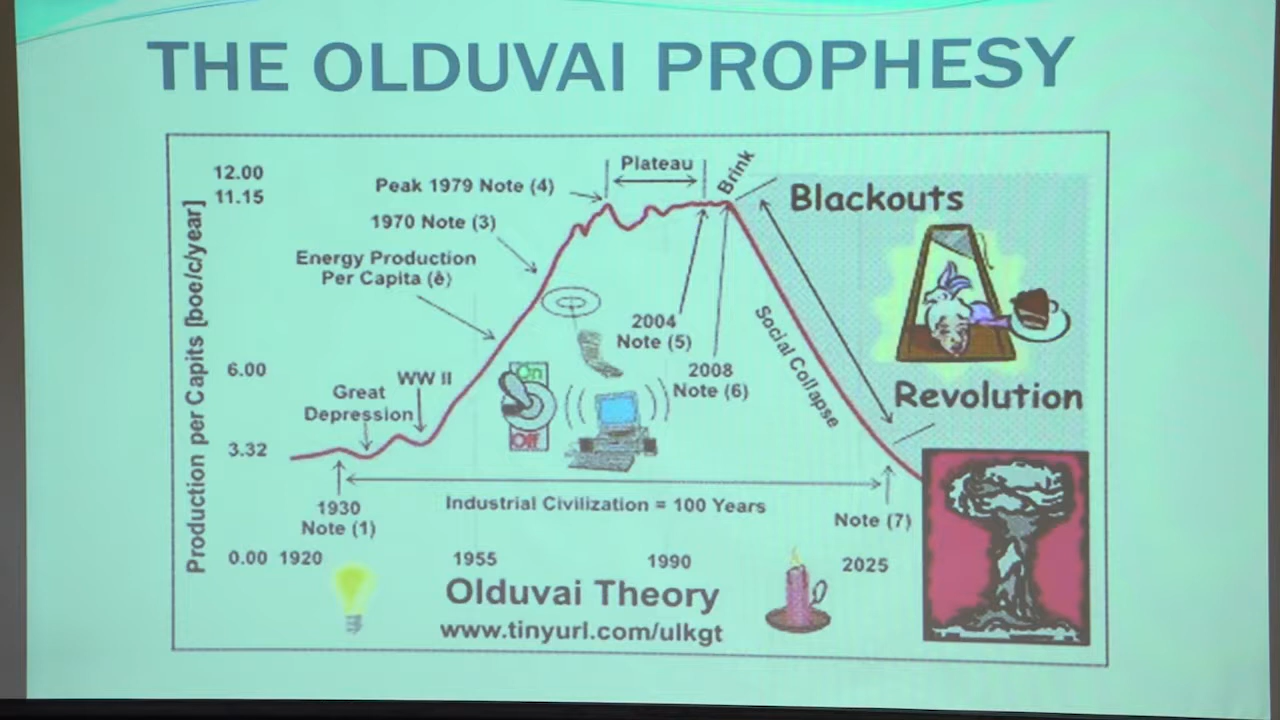 THE OLDUVAI PROPHESY
12.00
11.15
6.00
3.32
0.00
Production per Capits [boe/c/year]
Peak 1979 Note (4)
1970 Note (3)
Energy Production
Per Capita (ê)
Great
Depression
WW II
Plateau
Brink
Blackouts
2004
Note (5)
2008
Note (6)
Social Collapse
Revolution
On
Off
Industrial Civilization = 100 Years
1930
Note (1)
Note (7)
1920
1955
1990
2025
Olduvai Theory
www.tinyurl.com/ulkgt